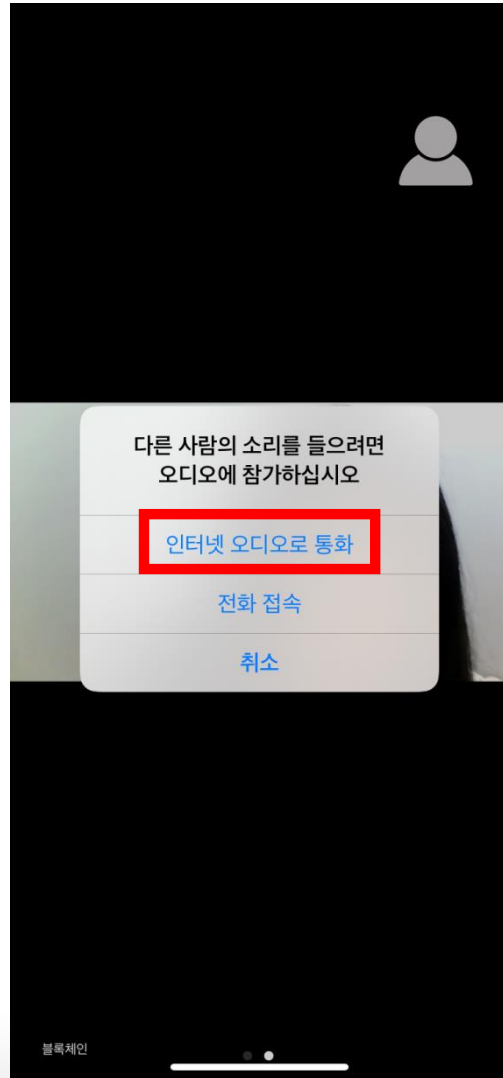 다른 사람의 소리를 들으려면
오디오에 참가하십시오
인터넷 오디오로 통화
전화 접속
취소
블록체인